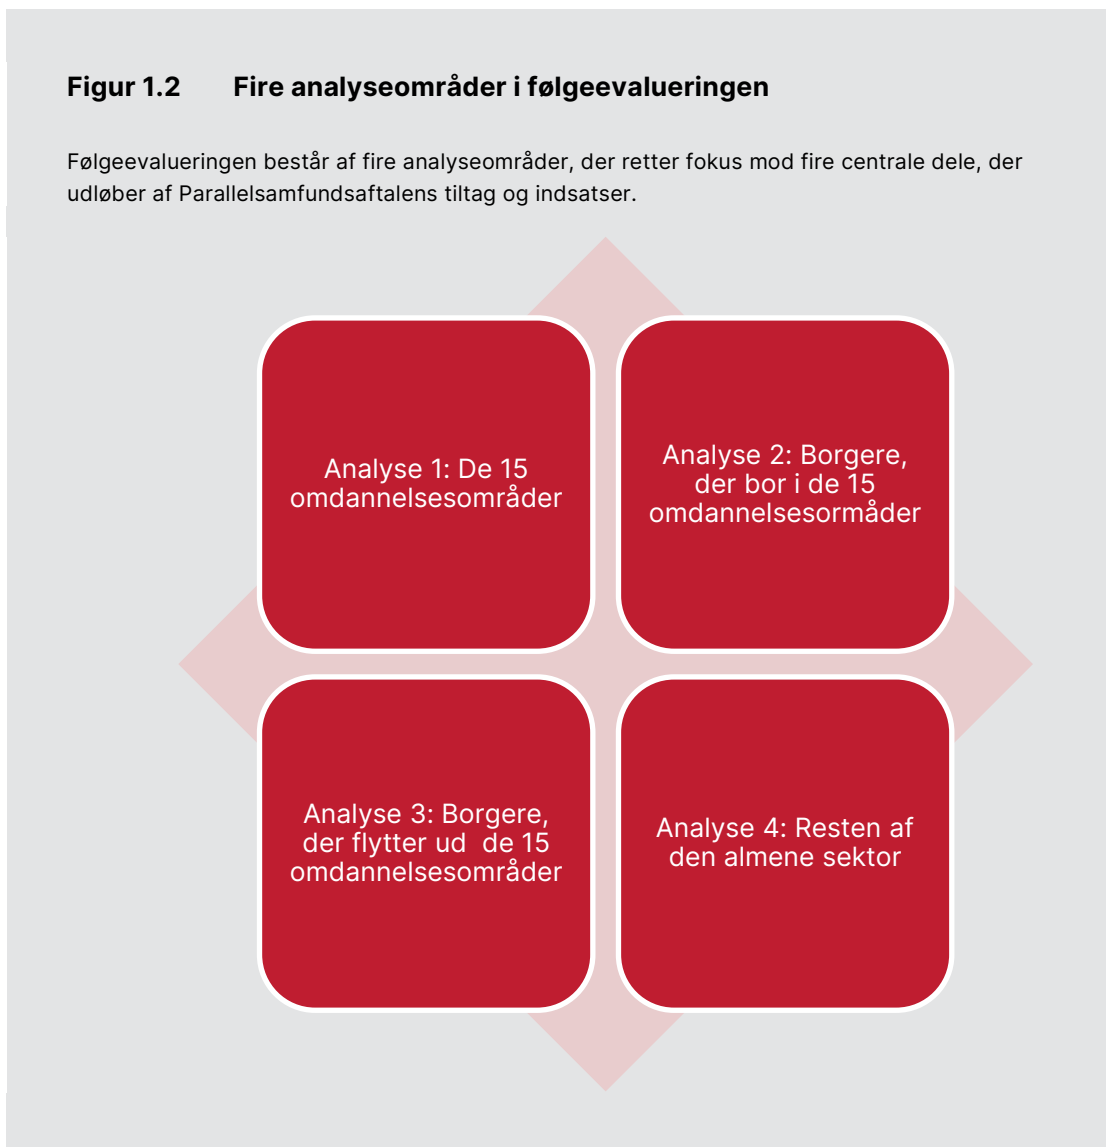 Figur 1.2 Fire analyseområder i følgeevalueringen
Følgeevalueringen består af fire analyseområder, der retter fokus mod fire centrale dele, der
udløber af Parallelsamfundsaftalens tiltag og indsatser.
Analyse 1: De 15
omdannelsesområder
Analyse 2: Borgere,
der bor i de 15
omdannelsesormåder
Analyse 3: Borgere,
der flytter ud  de 15
omdannelsesområder
Analyse 4: Resten af
den almene sektor